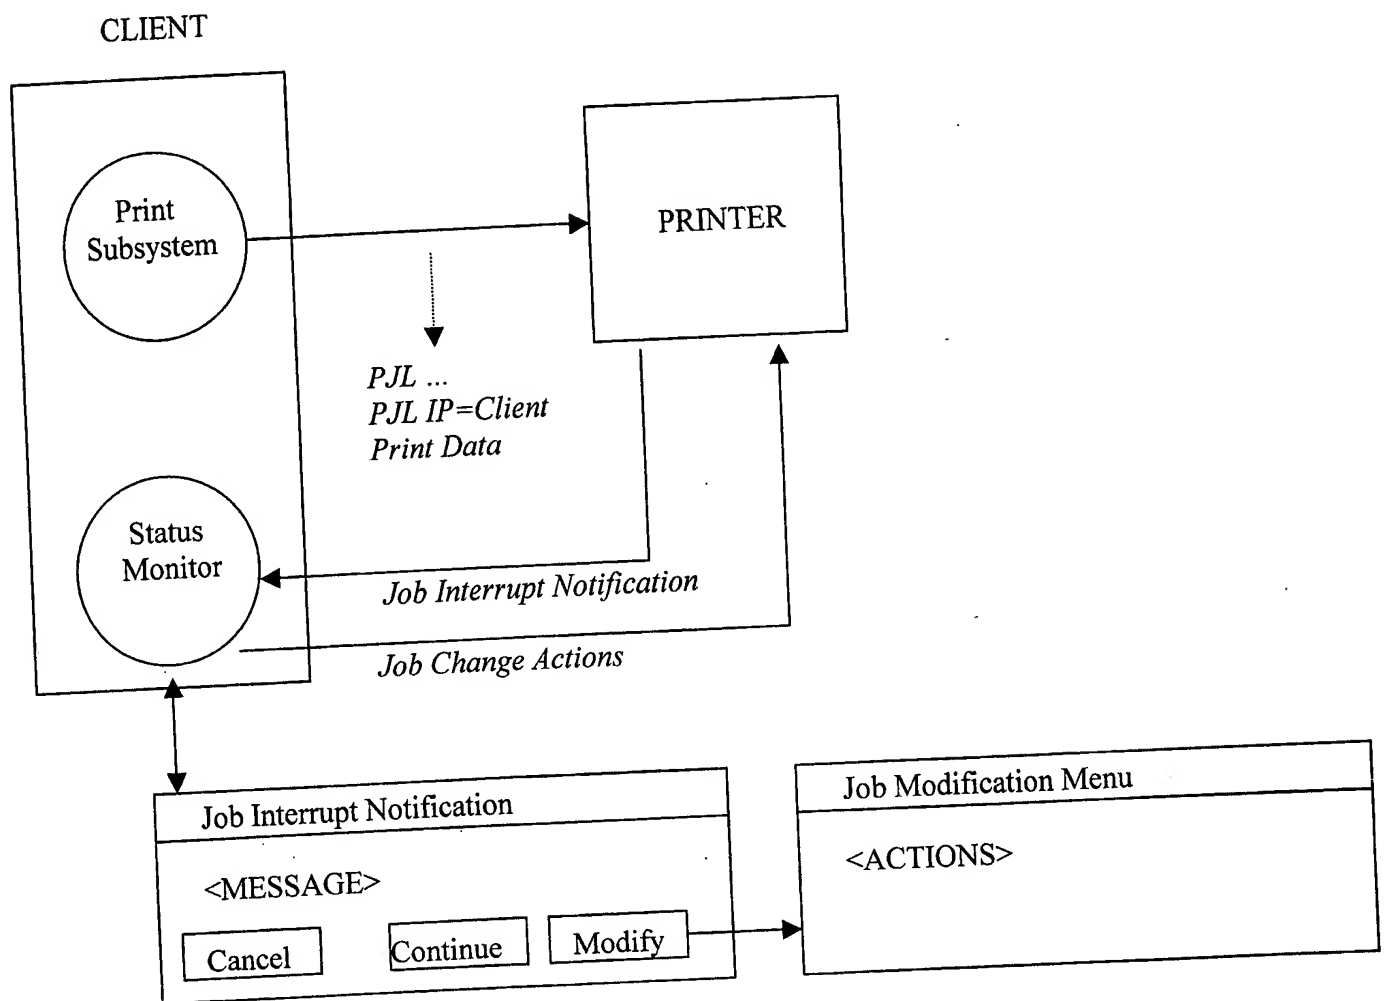 CLIENT
Print
Subsystem
PRINTER
PJL ...
PJL IP=Client
Print Data
Status
Monitor
Job Interrupt Notification
Job Change Actions
Job Interrupt Notification
<MESSAGE>
Cancel
Continue
Modify
Job Modification Menu
<ACTIONS>